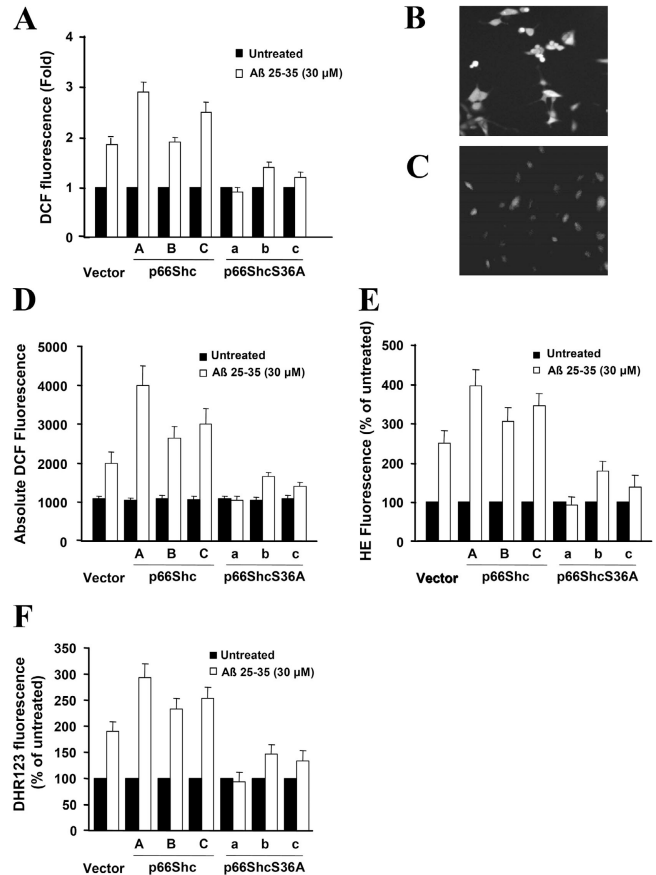 A
DCF fluorescence (Fold)
4
3
2
1
0
Untreated
Aß 25-35 (30 µM)
A B C a b c
Vector p66Shc p66ShcS36A
B
C
D
Absolute DCF Fluorescence
5000
4000
3000
2000
1000
0
Untreated
Aß 25-35 (30 µM)
A B C a b c
Vector p66Shc p66ShcS36A
E
HE Fluorescence (% of untreated)
500
400
300
200
100
0
Untreated
Aß 25-35 (30 µM)
A B C a b c
Vector p66Shc p66ShcS36A
F
DHR123 fluorescence
(% of untreated)
350
300
250
200
150
100
50
0
Untreated
Aß 25-35 (30 µM)
A B C a b c
Vector p66Shc p66ShcS36A